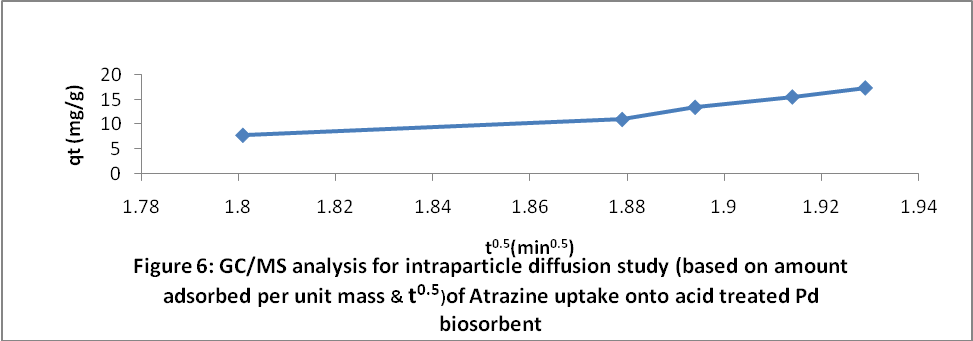 20
15
10
5
0
qt (mg/g)
1.78 1.8 1.82 1.84 1.86 1.88 1.9 1.92 1.94
t⁰·⁵(min⁰·⁵)
Figure 6: GC/MS analysis for intraparticle diffusion study (based on amount
adsorbed per unit mass & t⁰·⁵)of Atrazine uptake onto acid treated Pd
biosorbent